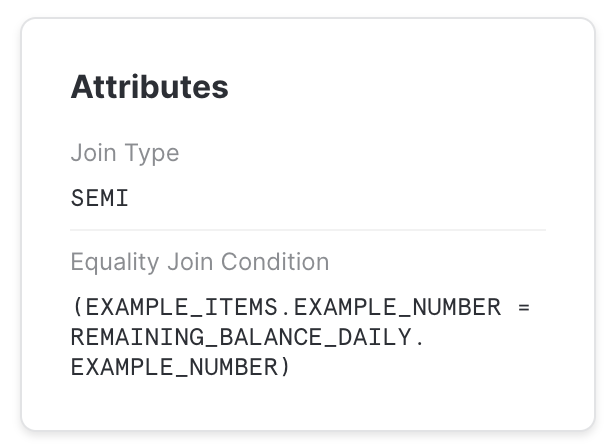 Attributes
Join Type
SEMI
Equality Join Condition
(EXAMPLE_ITEMS.EXAMPLE_NUMBER =
REMAINING_BALANCE_DAILY.
EXAMPLE_NUMBER)